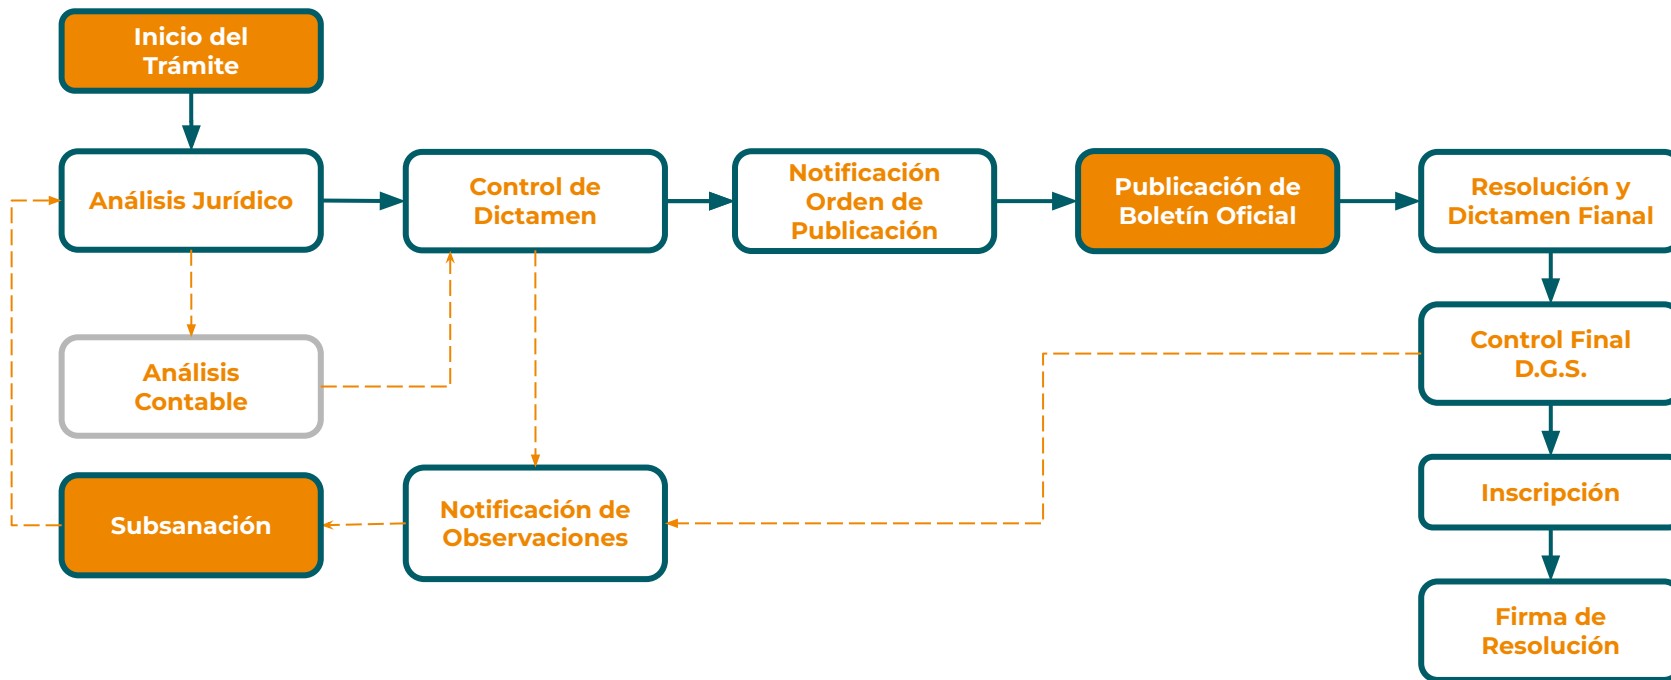 Inicio del
Trámite
Análisis Jurídico
Control de
Dictamen
Notificación
Orden de
Publicación
Publicación de
Boletín Oficial
Resolución y
Dictamen Fianal
Análisis
Contable
Control Final
D.G.S.
Subsanación
Notificación de
Observaciones
Inscripción
Firma de
Resolución